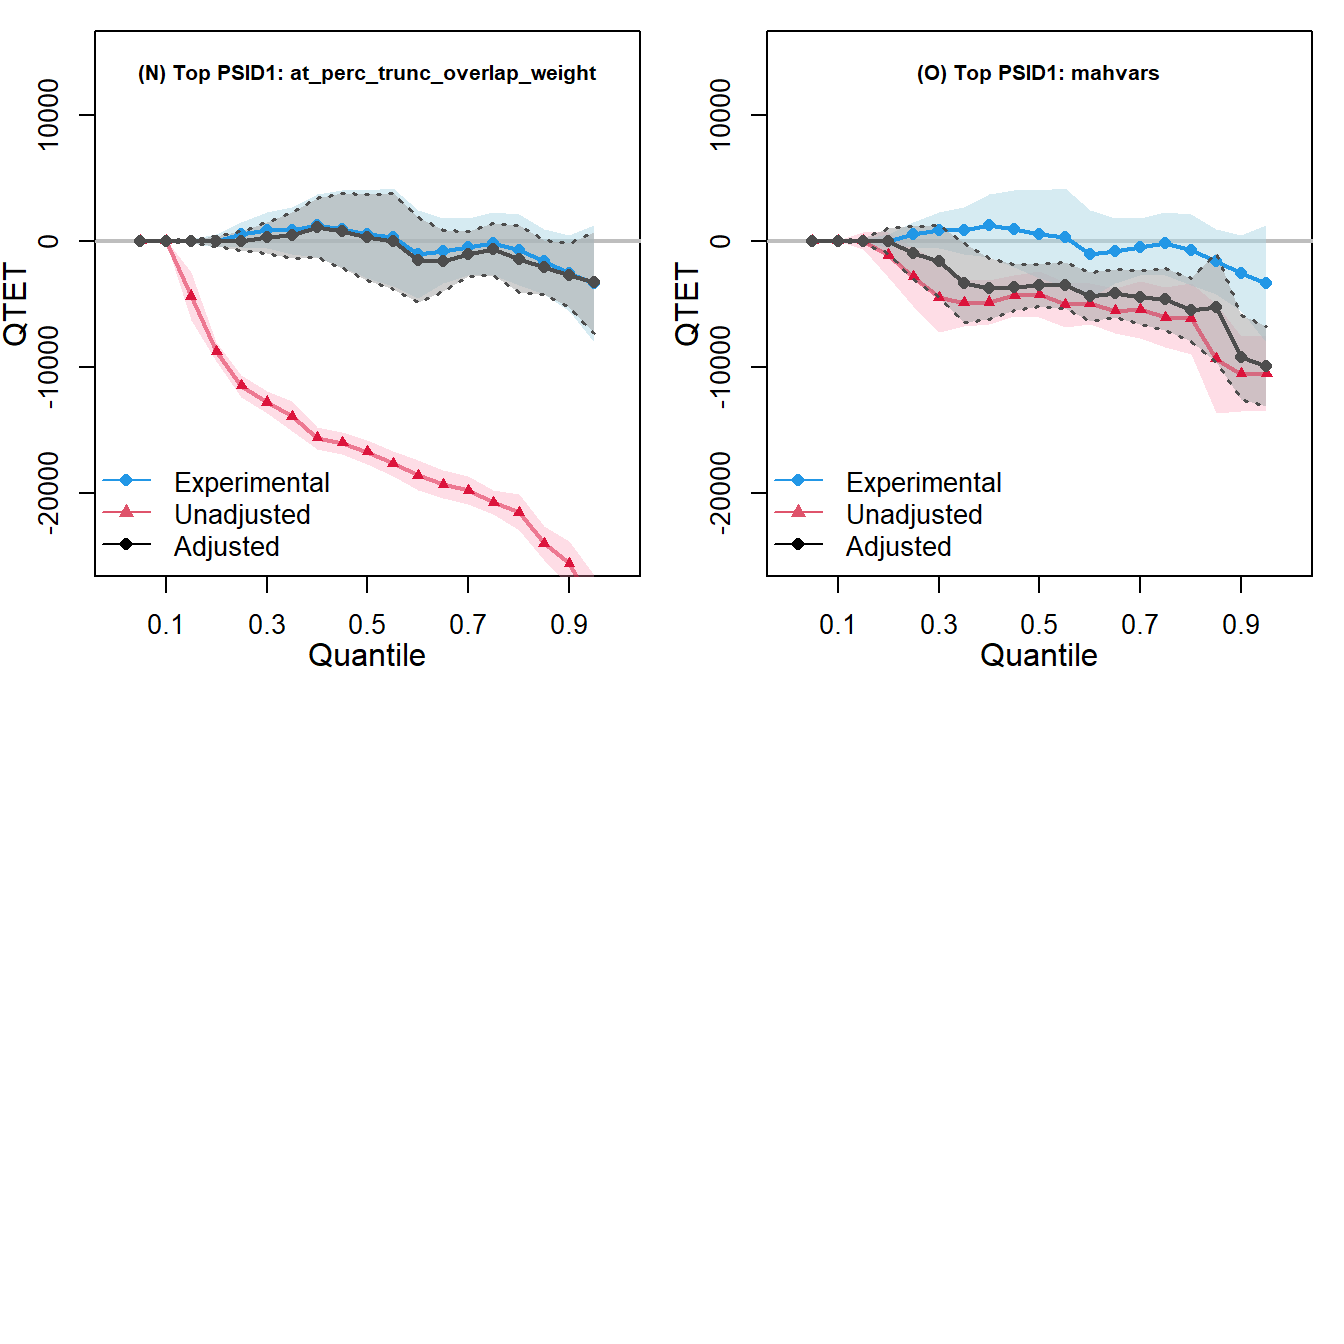 (N) Top PSID1: at_perc_trunc_overlap_weight
QTET
10000
0
-10000
-20000
Experimental
Unadjusted
Adjusted
0.1 0.3 0.5 0.7 0.9
Quantile
(O) Top PSID1: mahvars
QTET
10000
0
-10000
-20000
Experimental
Unadjusted
Adjusted
0.1 0.3 0.5 0.7 0.9
Quantile